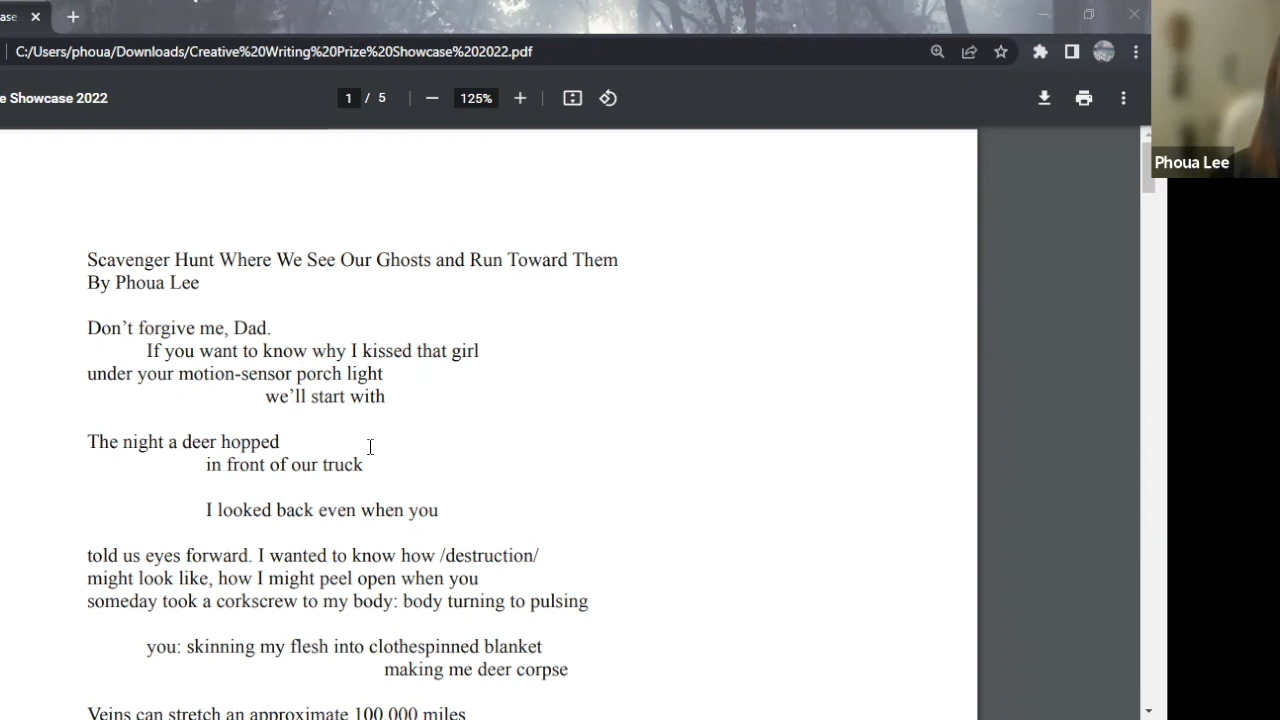 ase
C:/Users/phoua/Downloads/Creative%20Writing%20Prize%20Showcase%202022.pdf
e Showcase 2022
1 / 5
125%
Phoua Lee
Scavenger Hunt Where We See Our Ghosts and Run Toward Them
By Phoua Lee
Don’t forgive me, Dad.
If you want to know why I kissed that girl
under your motion-sensor porch light
we’ll start with
The night a deer hopped
in front of our truck
I looked back even when you
told us eyes forward. I wanted to know how /destruction/
might look like, how I might peel open when you
someday took a corkscrew to my body: body turning to pulsing
you: skinning my flesh into clothespinned blanket
making me deer corpse
Veins can stretch an approximate 100 000 miles